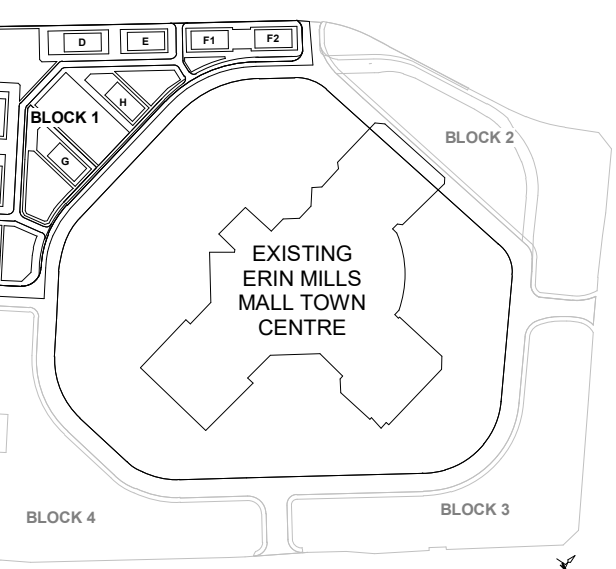 D
E
F1
F2
H
BLOCK 1
BLOCK 2
G
EXISTING
ERIN MILLS
MALL TOWN
CENTRE
BLOCK 3
BLOCK 4